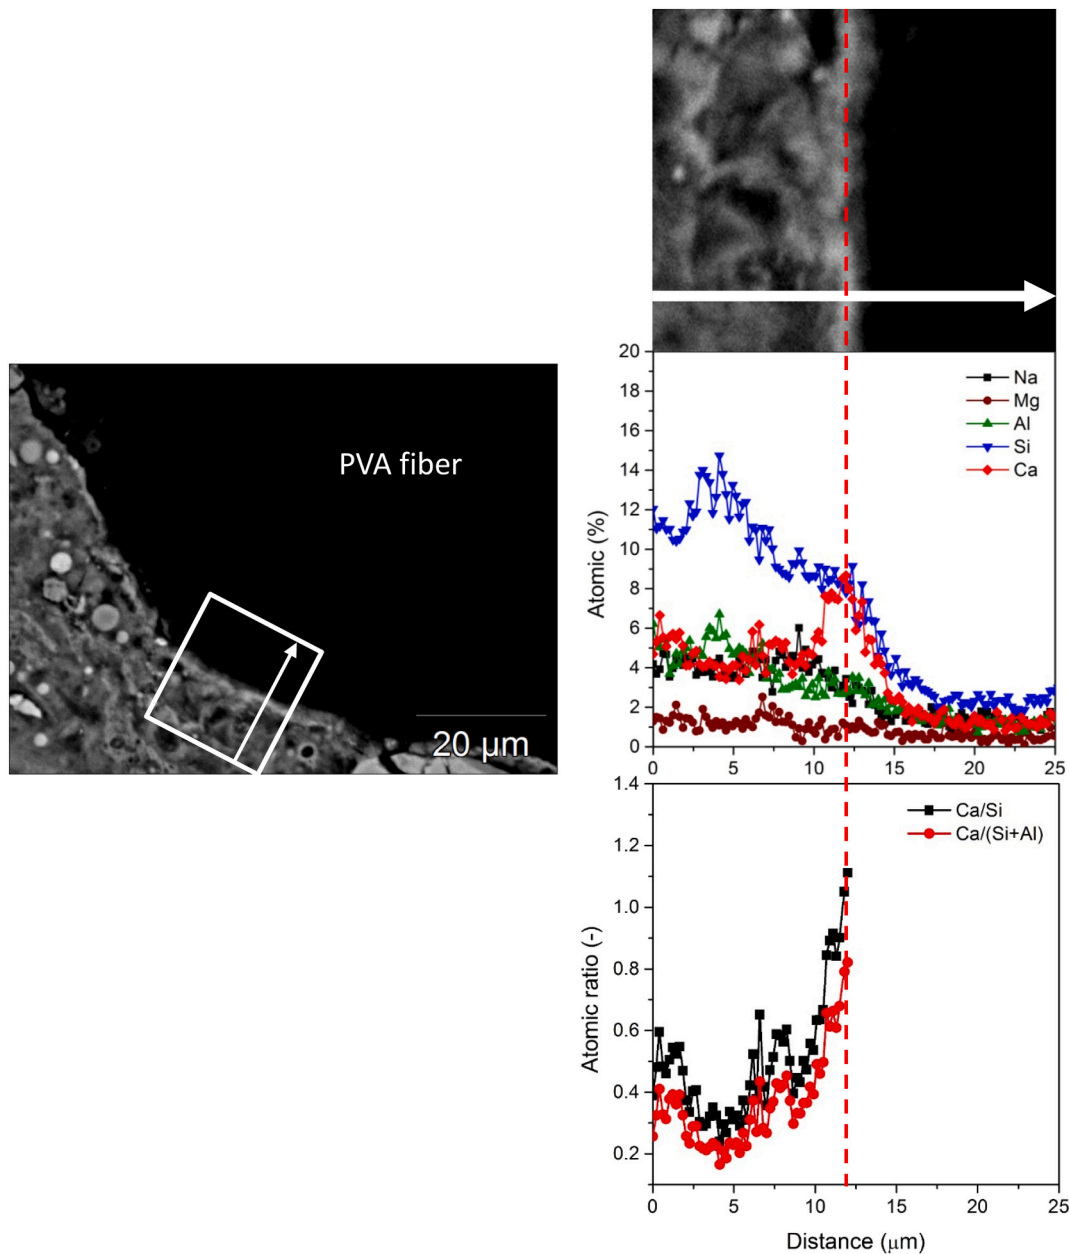 PVA fiber
20 μm
20
18
16
14
12
10
8
6
4
2
0
Atomic (%)
Na
Mg
Al
Si
Ca
0 5 10 15 20 25
1.4
1.2
1.0
0.8
0.6
0.4
0.2
Atomic ratio (-)
Ca/Si
Ca/(Si+Al)
0 5 10 15 20 25
Distance (μm)